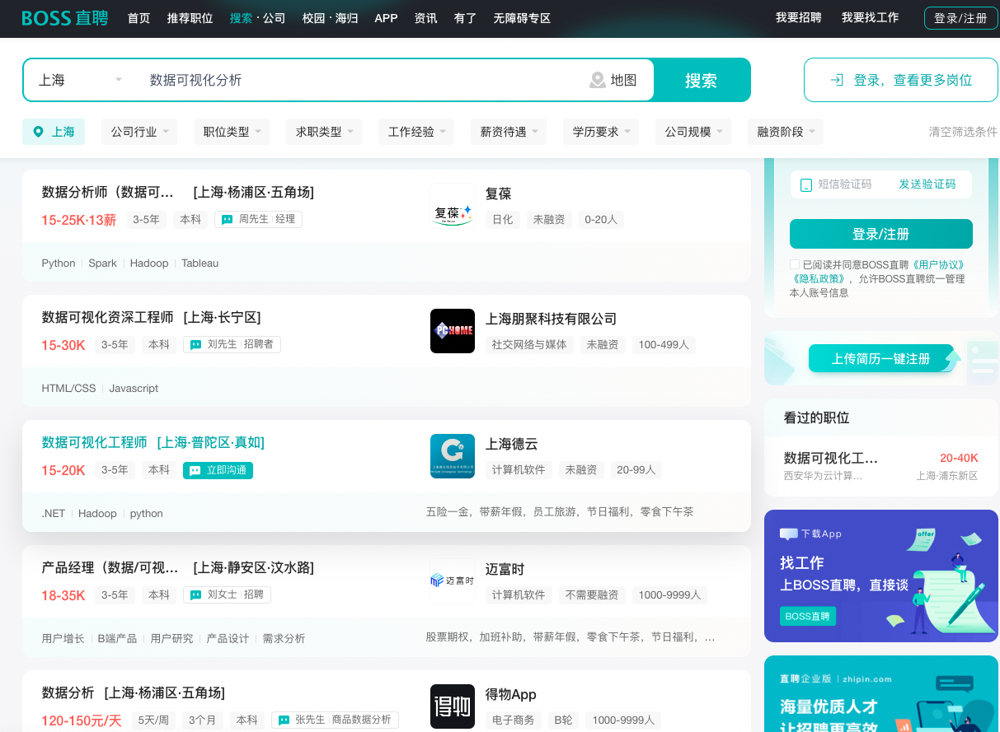 BOSS 直聘 首页 推荐职位 搜索 · 公司 校园 · 海归 APP 资讯 有了 无障碍专区 我要招聘 我要找工作 登录/注册
上海 数据可视化分析 地图 搜索 登录，查看更多岗位
上海 公司行业 职位类型 求职类型 工作经验 薪资待遇 学历要求 公司规模 融资阶段 清空筛选条件
数据分析师（数据可... [上海·杨浦区·五角场]
15-25K·13薪 3-5年 本科 周先生 经理
复葆
复葆
日化 未融资 0-20人
Python Spark Hadoop Tableau
数据可视化资深工程师 [上海·长宁区]
15-30K 3-5年 本科 刘先生 招聘者
PCHOME
上海朋聚科技有限公司
社交网络与媒体 未融资 100-499人
HTML/CSS Javascript
数据可视化工程师 [上海·普陀区·真如]
15-20K 3-5年 本科 立即沟通
上海德云
计算机软件 未融资 20-99人
.NET Hadoop python
五险一金，带薪年假，员工旅游，节日福利，零食下午茶
产品经理（数据/可视... [上海·静安区·汶水路]
18-35K 3-5年 本科 刘女士 招聘
迈富时
迈富时
计算机软件 不需要融资 1000-9999人
用户增长 B端产品 用户研究 产品设计 需求分析
股票期权，加班补助，带薪年假，零食下午茶，节日福利，...
数据分析 [上海·杨浦区·五角场]
120-150元/天 5天/周 3个月 本科 张先生 商品数据分析
得物
得物App
电子商务 B轮 1000-9999人
短信验证码 发送验证码
登录/注册
已阅读并同意BOSS直聘《用户协议》
《隐私政策》，允许BOSS直聘统一管理
本人账号信息
上传简历一键注册
看过的职位
数据可视化工... 20-40K
西安华为云计算... 上海·浦东新区
下载App
offer
找工作
上BOSS直聘，直接谈
BOSS直聘
直聘企业版 | zhipin.com
海量优质人才
让招聘更高效